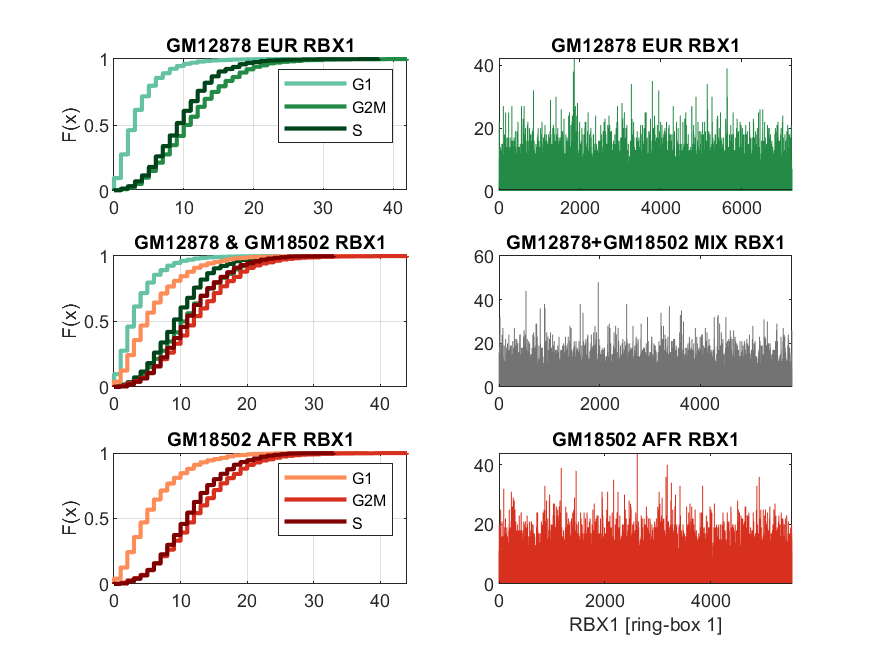 GM12878 EUR RBX1
F(x)
1
0.5
0
0 10 20 30 40
G1
G2M
S
GM12878 EUR RBX1
40
20
0
0 2000 4000 6000
GM12878 & GM18502 RBX1
F(x)
1
0.5
0
0 10 20 30 40
GM12878+GM18502 MIX RBX1
60
40
20
0
0 2000 4000
GM18502 AFR RBX1
F(x)
1
0.5
0
0 10 20 30 40
G1
G2M
S
GM18502 AFR RBX1
40
20
0
0 2000 4000
RBX1 [ring-box 1]